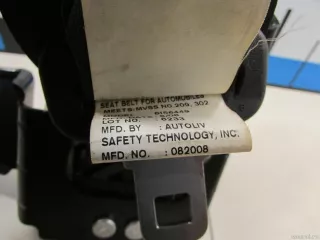 SEAT BELT FOR AUTOMOBILES
MEETS MVSS NO 209, 302
LOT NO. : 0233
MFD. BY : AUTOLIV
SAFETY TECHNOLOGY, INC.
MFD. NO. : 082008